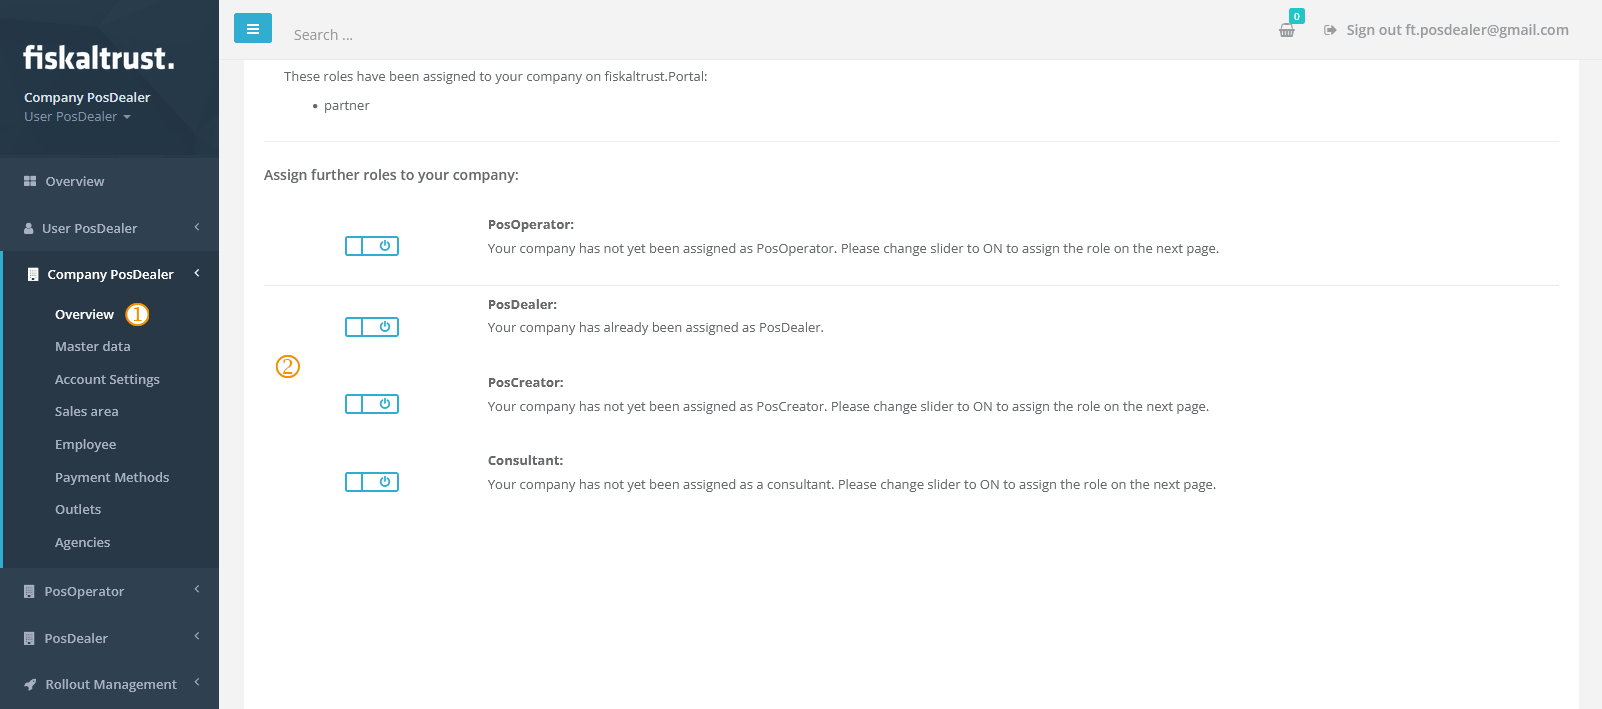 fiskaltrust.
Company PosDealer
User PosDealer
Overview
User PosDealer
Company PosDealer
Overview 1
Master data
Account Settings
Sales area
Employee
Payment Methods
Outlets
Agencies
PosOperator
PosDealer
Rollout Management
Search ...
0
Sign out ft.posdealer@gmail.com
These roles have been assigned to your company on fiskaltrust.Portal:
• partner
Assign further roles to your company:
PosOperator:
Your company has not yet been assigned as PosOperator. Please change slider to ON to assign the role on the next page.
PosDealer:
Your company has already been assigned as PosDealer.
2
PosCreator:
Your company has not yet been assigned as PosCreator. Please change slider to ON to assign the role on the next page.
Consultant:
Your company has not yet been assigned as a consultant. Please change slider to ON to assign the role on the next page.